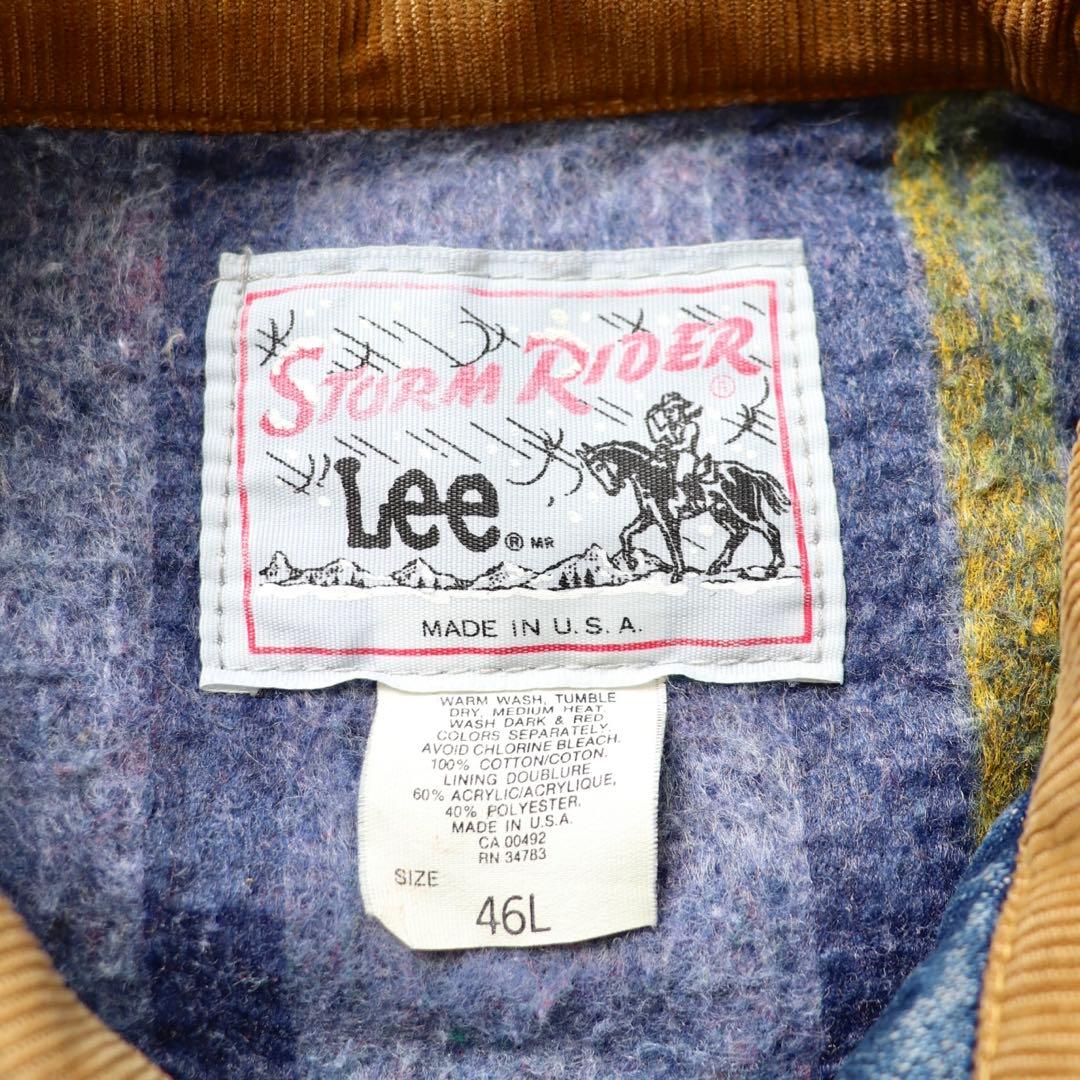 STORM RIDER ®
Lee ® MR
MADE IN U.S.A.
WARM WASH, TUMBLE
DRY, MEDIUM HEAT.
WASH DARK & RED
COLORS SEPARATELY.
AVOID CHLORINE BLEACH.
100% COTTON/COTON.
LINING DOUBLURE
60% ACRYLIC/ACRYLIQUE,
40% POLYESTER.
MADE IN U.S.A.
CA 00492
RN 34783
SIZE
46L